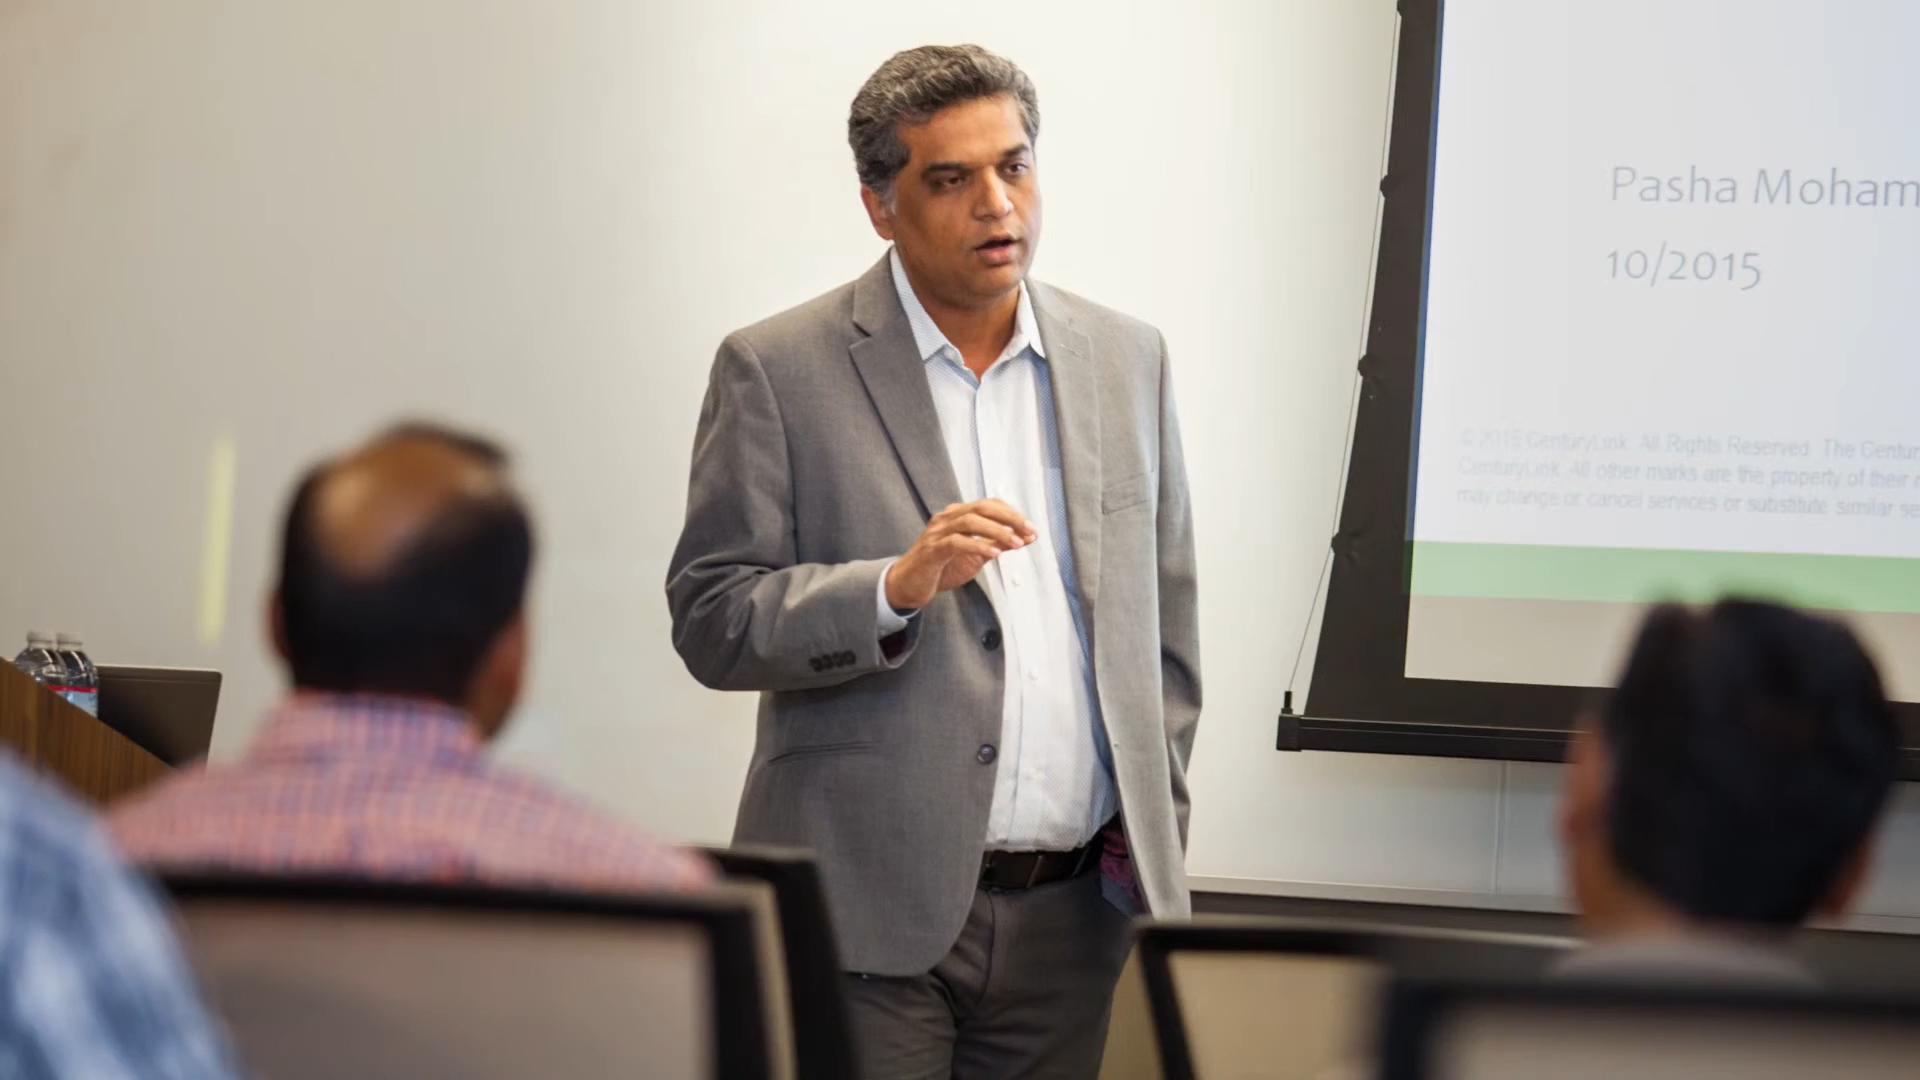 Pasha Moham
10/2015
© 2015 CenturyLink. All Rights Reserved. The Centur
CenturyLink. All other marks are the property of their
may change or cancel services or substitute similar se